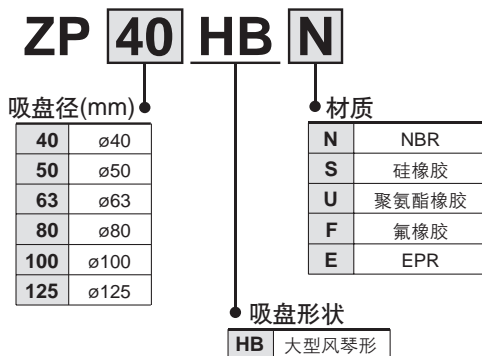 ZP 40 HB N
吸盘径(mm)
40 ø40
50 ø50
63 ø63
80 ø80
100 ø100
125 ø125
材质
N NBR
S 硅橡胶
U 聚氨酯橡胶
F 氟橡胶
E EPR
吸盘形状
HB 大型风琴形